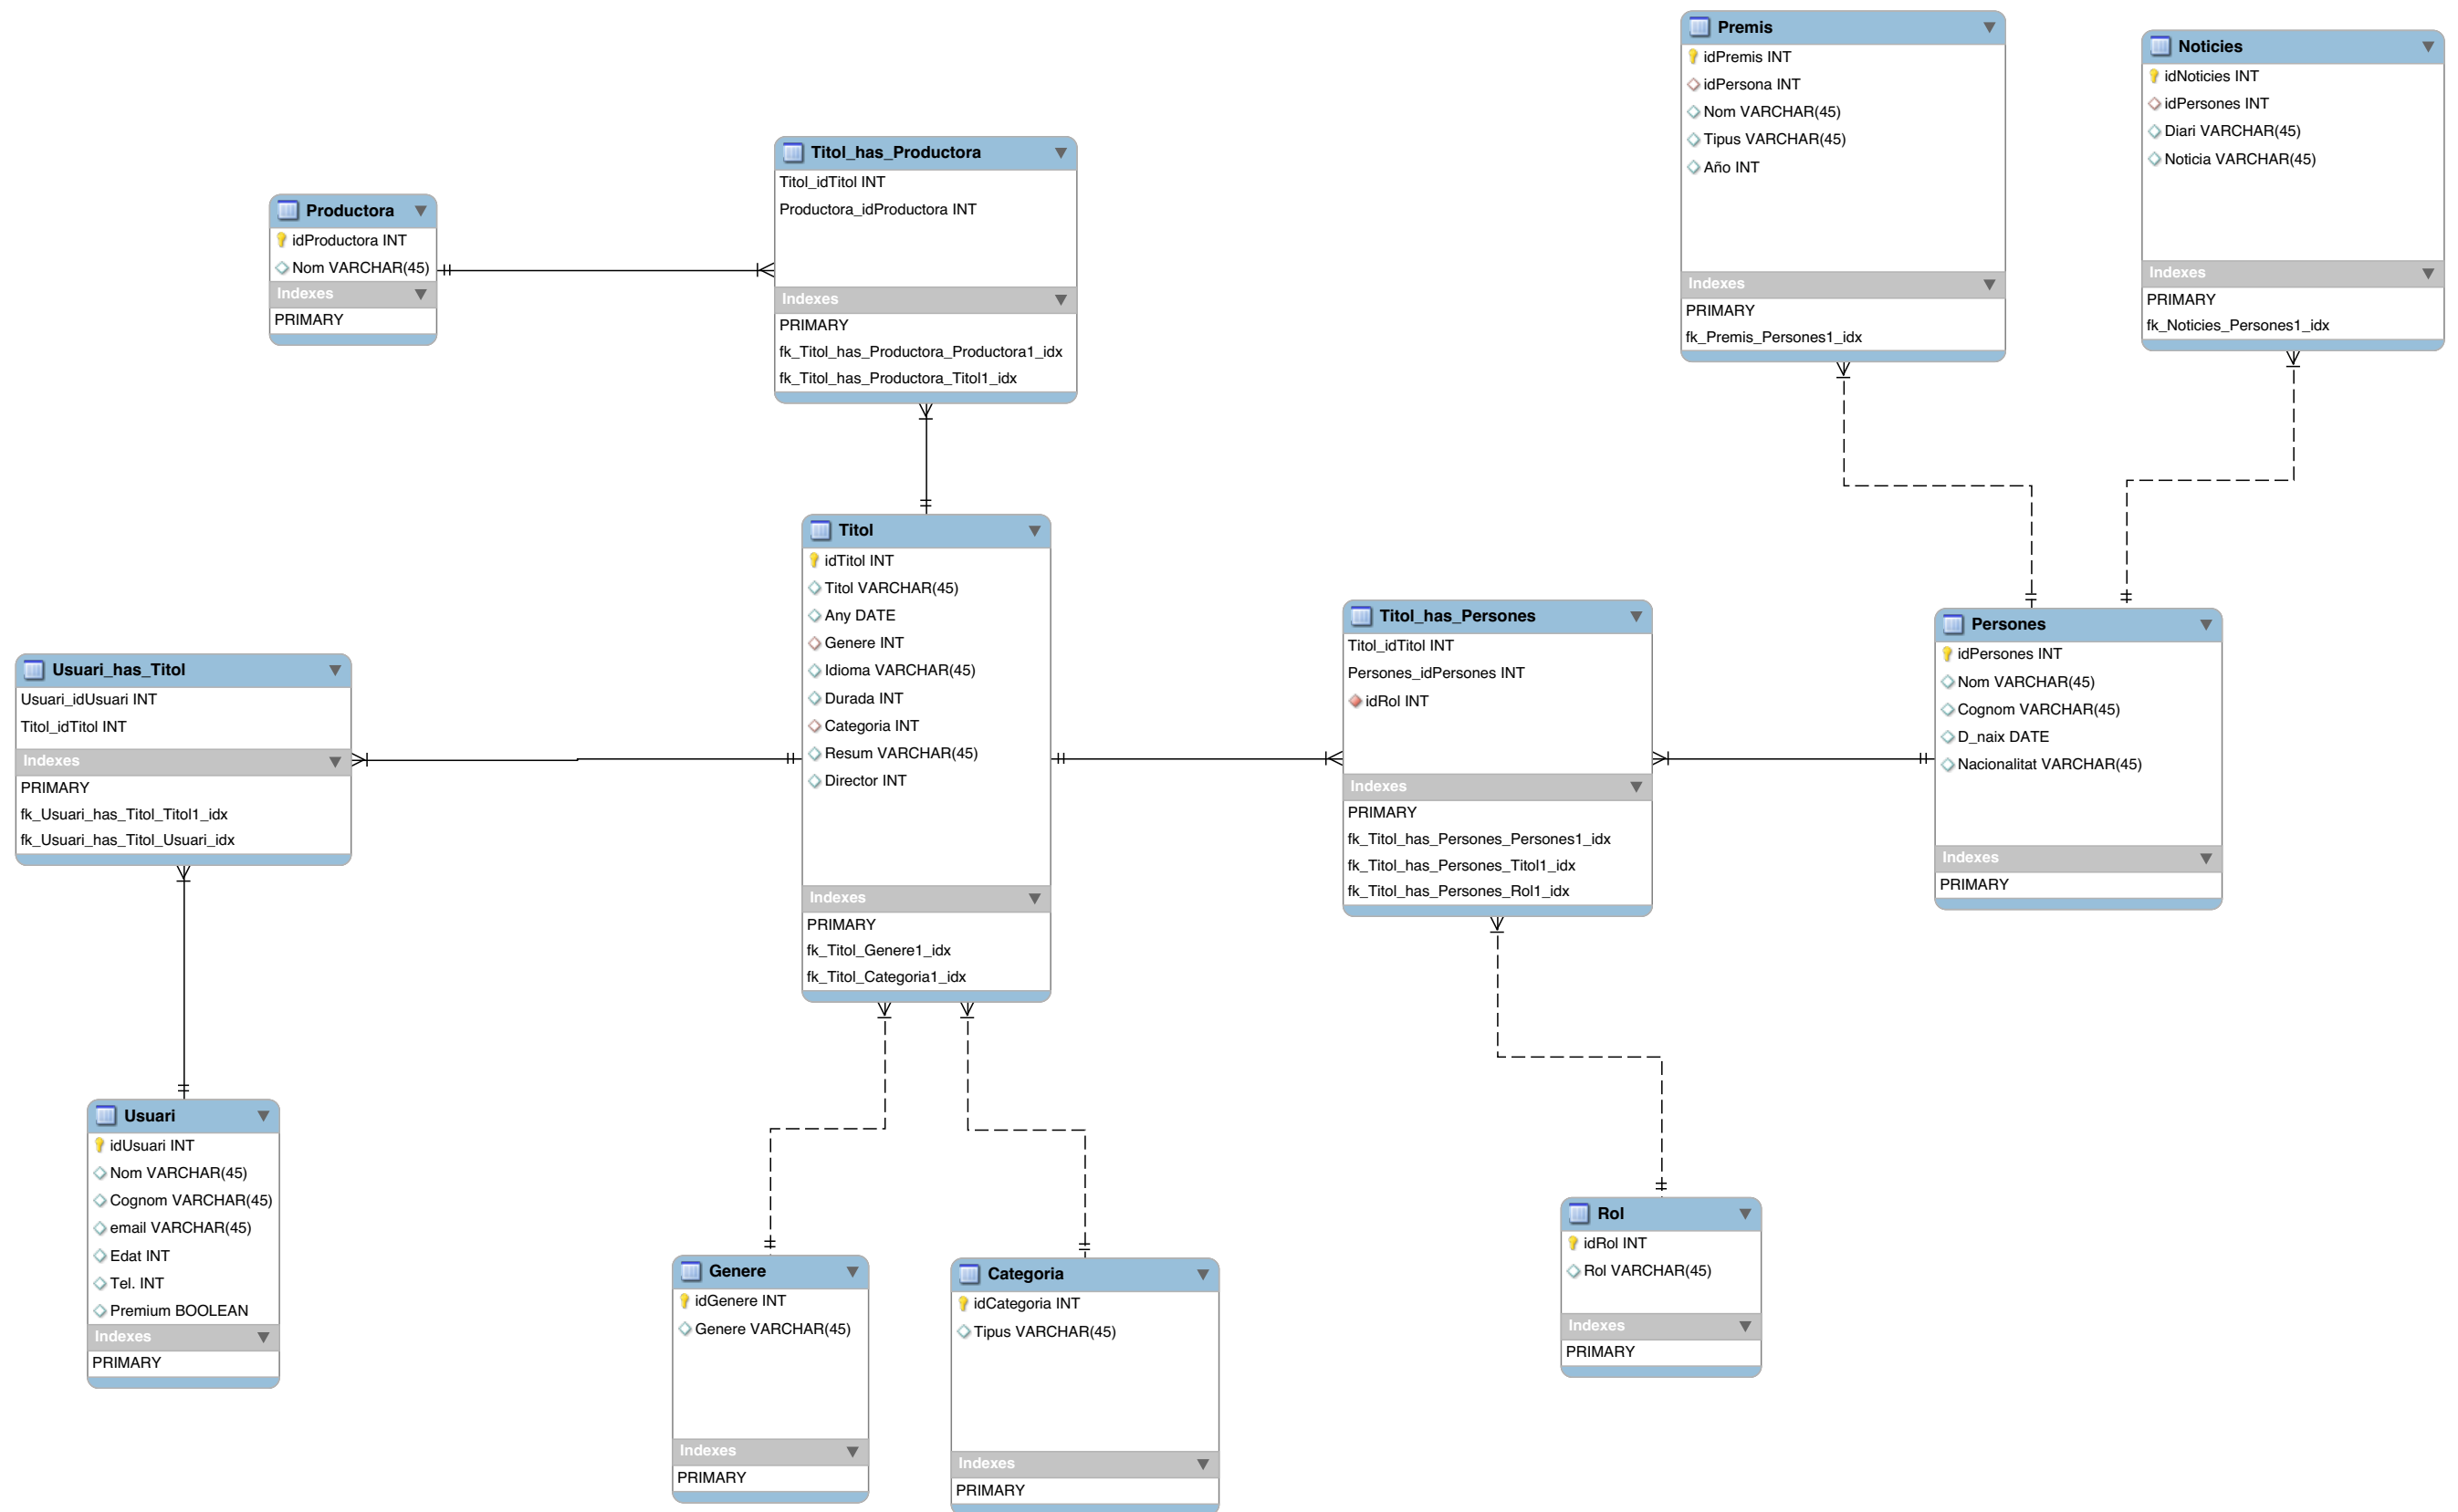 Premis
idPremis INT
idPersona INT
Nom VARCHAR(45)
Tipus VARCHAR(45)
Año INT
Indexes
PRIMARY
fk_Premis_Persones1_idx
Noticies
idNoticies INT
idPersones INT
Diari VARCHAR(45)
Noticia VARCHAR(45)
Indexes
PRIMARY
fk_Noticies_Persones1_idx
Titol_has_Productora
Titol_idTitol INT
Productora_idProductora INT
Indexes
PRIMARY
fk_Titol_has_Productora_Productora1_idx
fk_Titol_has_Productora_Titol1_idx
Productora
idProductora INT
Nom VARCHAR(45)
Indexes
PRIMARY
Titol
idTitol INT
Titol VARCHAR(45)
Any DATE
Genere INT
Idioma VARCHAR(45)
Durada INT
Categoria INT
Resum VARCHAR(45)
Director INT
Indexes
PRIMARY
fk_Titol_Genere1_idx
fk_Titol_Categoria1_idx
Titol_has_Persones
Titol_idTitol INT
Persones_idPersones INT
idRol INT
Indexes
PRIMARY
fk_Titol_has_Persones_Persones1_idx
fk_Titol_has_Persones_Titol1_idx
fk_Titol_has_Persones_Rol1_idx
Persones
idPersones INT
Nom VARCHAR(45)
Cognom VARCHAR(45)
D_naix DATE
Nacionalitat VARCHAR(45)
Indexes
PRIMARY
Usuari_has_Titol
Usuari_idUsuari INT
Titol_idTitol INT
Indexes
PRIMARY
fk_Usuari_has_Titol_Titol1_idx
fk_Usuari_has_Titol_Usuari_idx
Usuari
idUsuari INT
Nom VARCHAR(45)
Cognom VARCHAR(45)
email VARCHAR(45)
Edat INT
Tel. INT
Premium BOOLEAN
Indexes
PRIMARY
Genere
idGenere INT
Genere VARCHAR(45)
Indexes
PRIMARY
Categoria
idCategoria INT
Tipus VARCHAR(45)
Indexes
PRIMARY
Rol
idRol INT
Rol VARCHAR(45)
Indexes
PRIMARY